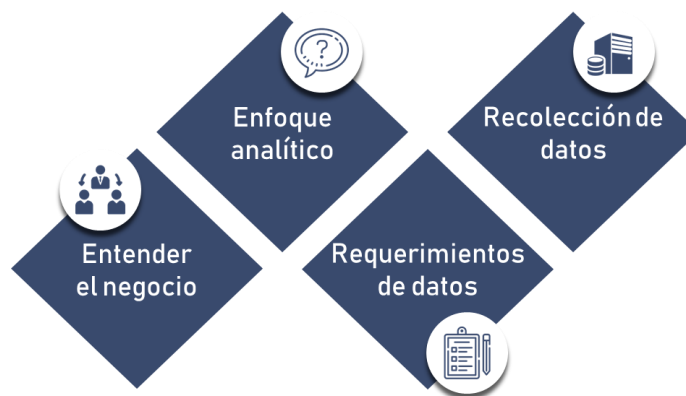 Entender
el negocio
Enfoque
analítico
Requerimientos
de datos
Recolección de
datos